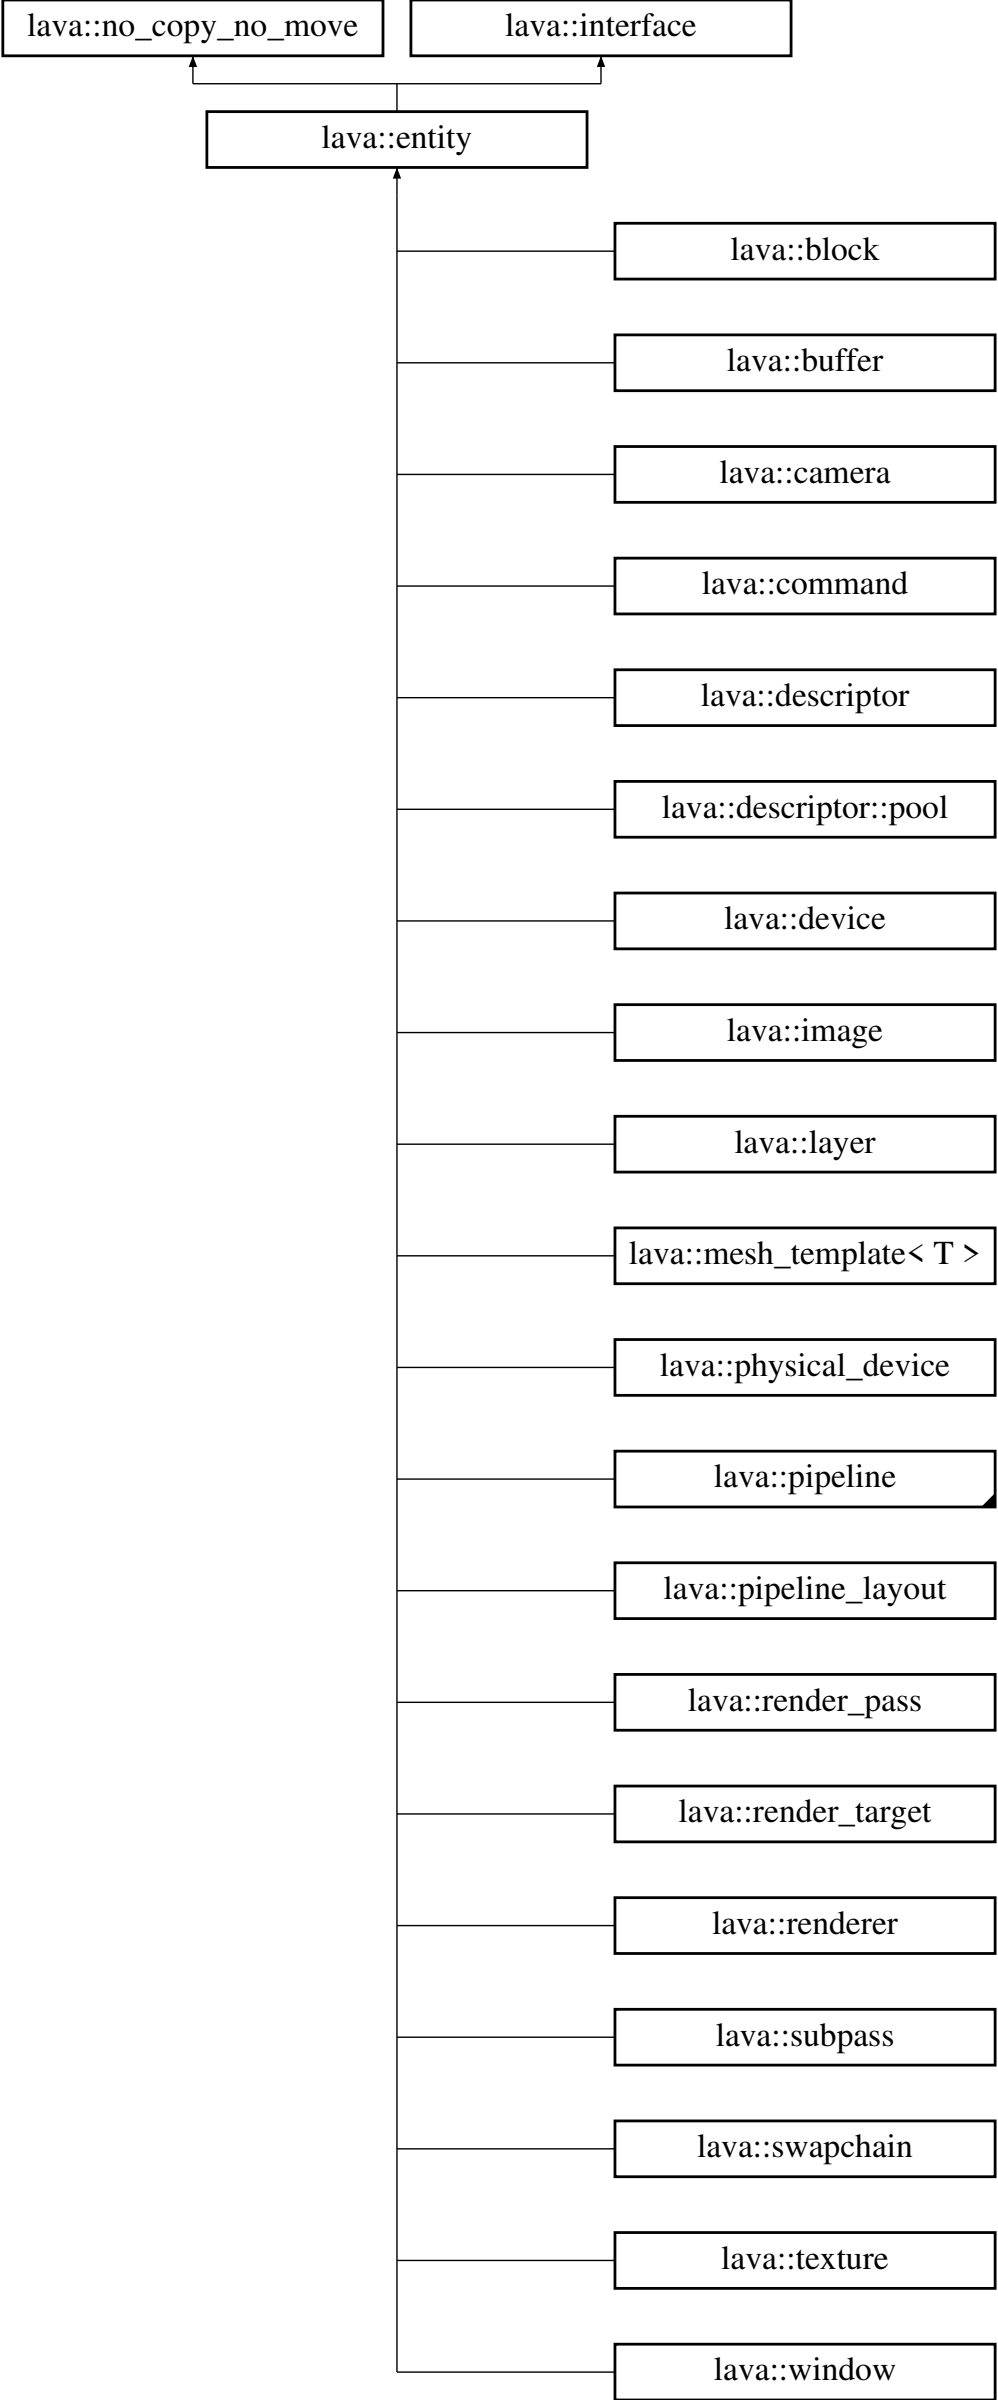 lava::no_copy_no_move
lava::interface
lava::entity
lava::block
lava::buffer
lava::camera
lava::command
lava::descriptor
lava::descriptor::pool
lava::device
lava::image
lava::layer
lava::mesh_template< T >
lava::physical_device
lava::pipeline
lava::pipeline_layout
lava::render_pass
lava::render_target
lava::renderer
lava::subpass
lava::swapchain
lava::texture
lava::window